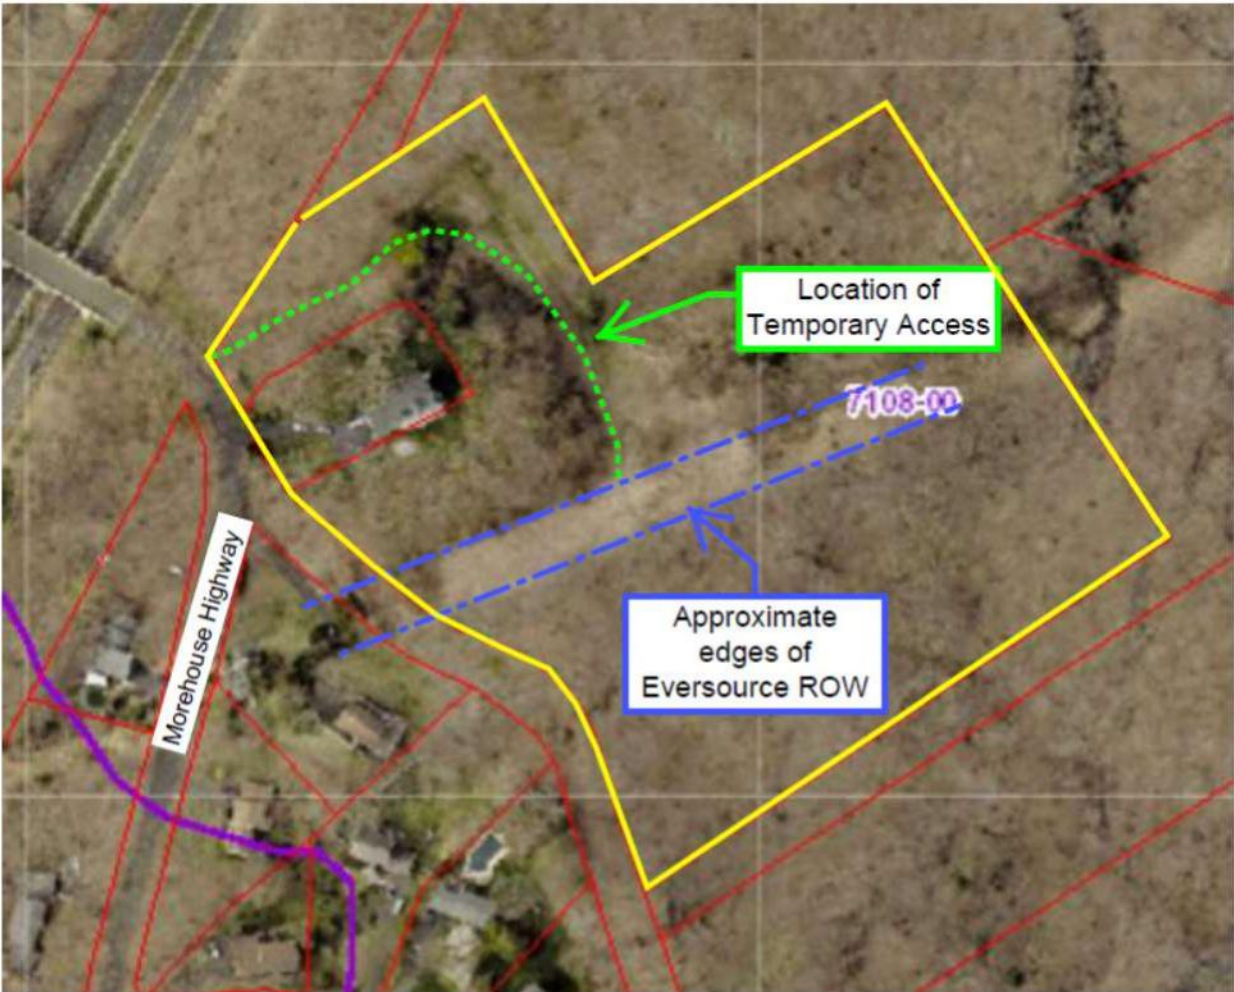 Location of
Temporary Access
7108-00
Approximate
edges of
Eversource ROW
Morehouse Highway